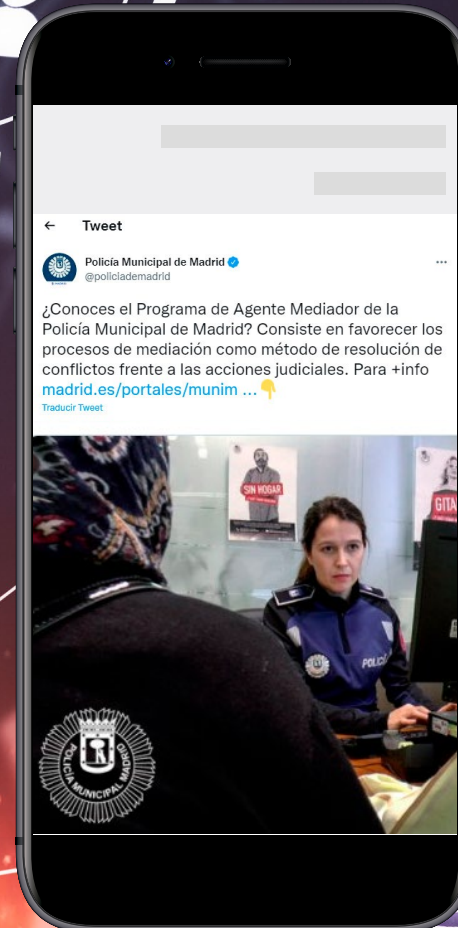 Tweet
Policía Municipal de Madrid
@policiademadrid
¿Conoces el Programa de Agente Mediador de la
Policía Municipal de Madrid? Consiste en favorecer los
procesos de mediación como método de resolución de
conflictos frente a las acciones judiciales. Para +info
madrid.es/portales/munim ...
Traducir Tweet
SIN HOGAR
GITA
POLICÍA
POLICÍA MUNICIPAL MADRID